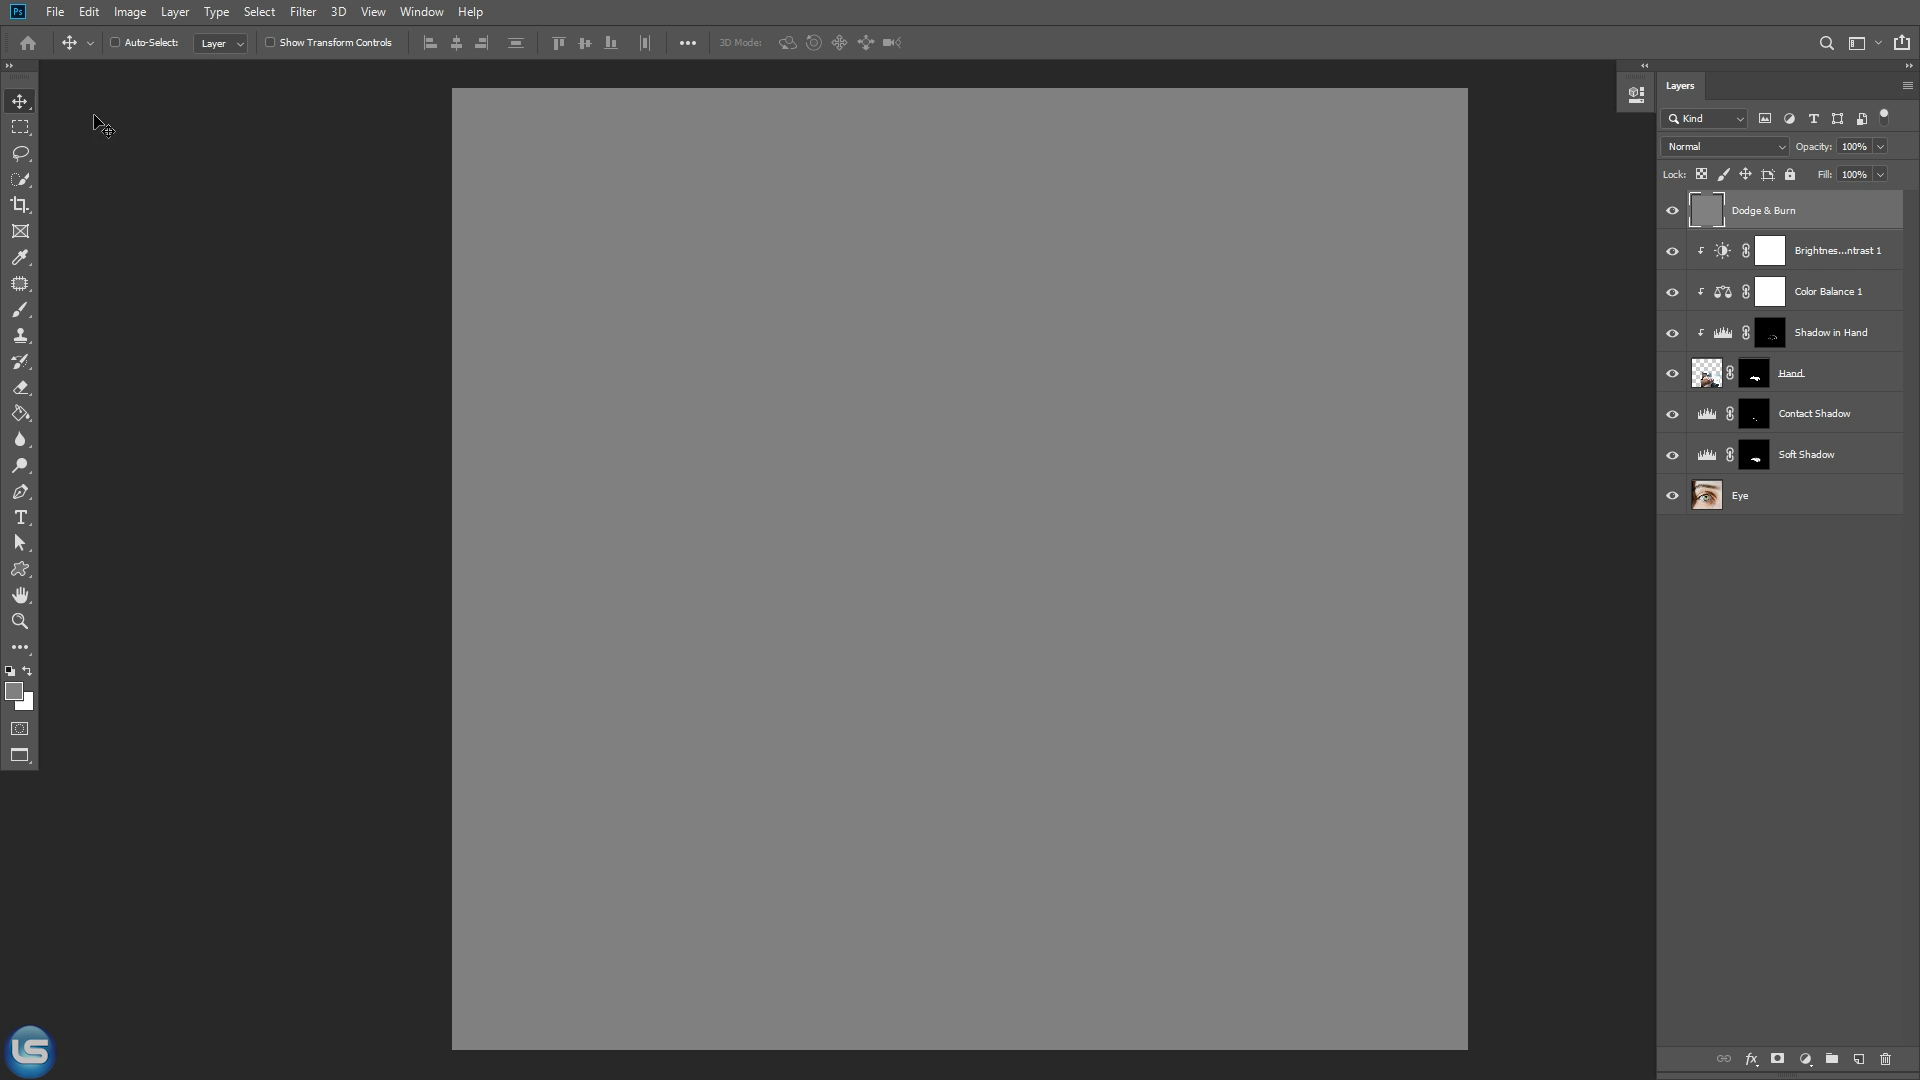 Ps File Edit Image Layer Type Select Filter 3D View Window Help
Auto-Select: Layer Show Transform Controls 3D Mode:
Layers
Kind
Normal Opacity: 100%
Lock: Fill: 100%
Dodge & Burn
Brightnes...ntrast 1
Color Balance 1
Shadow in Hand
Hand
Contact Shadow
Soft Shadow
Eye
fx
LS